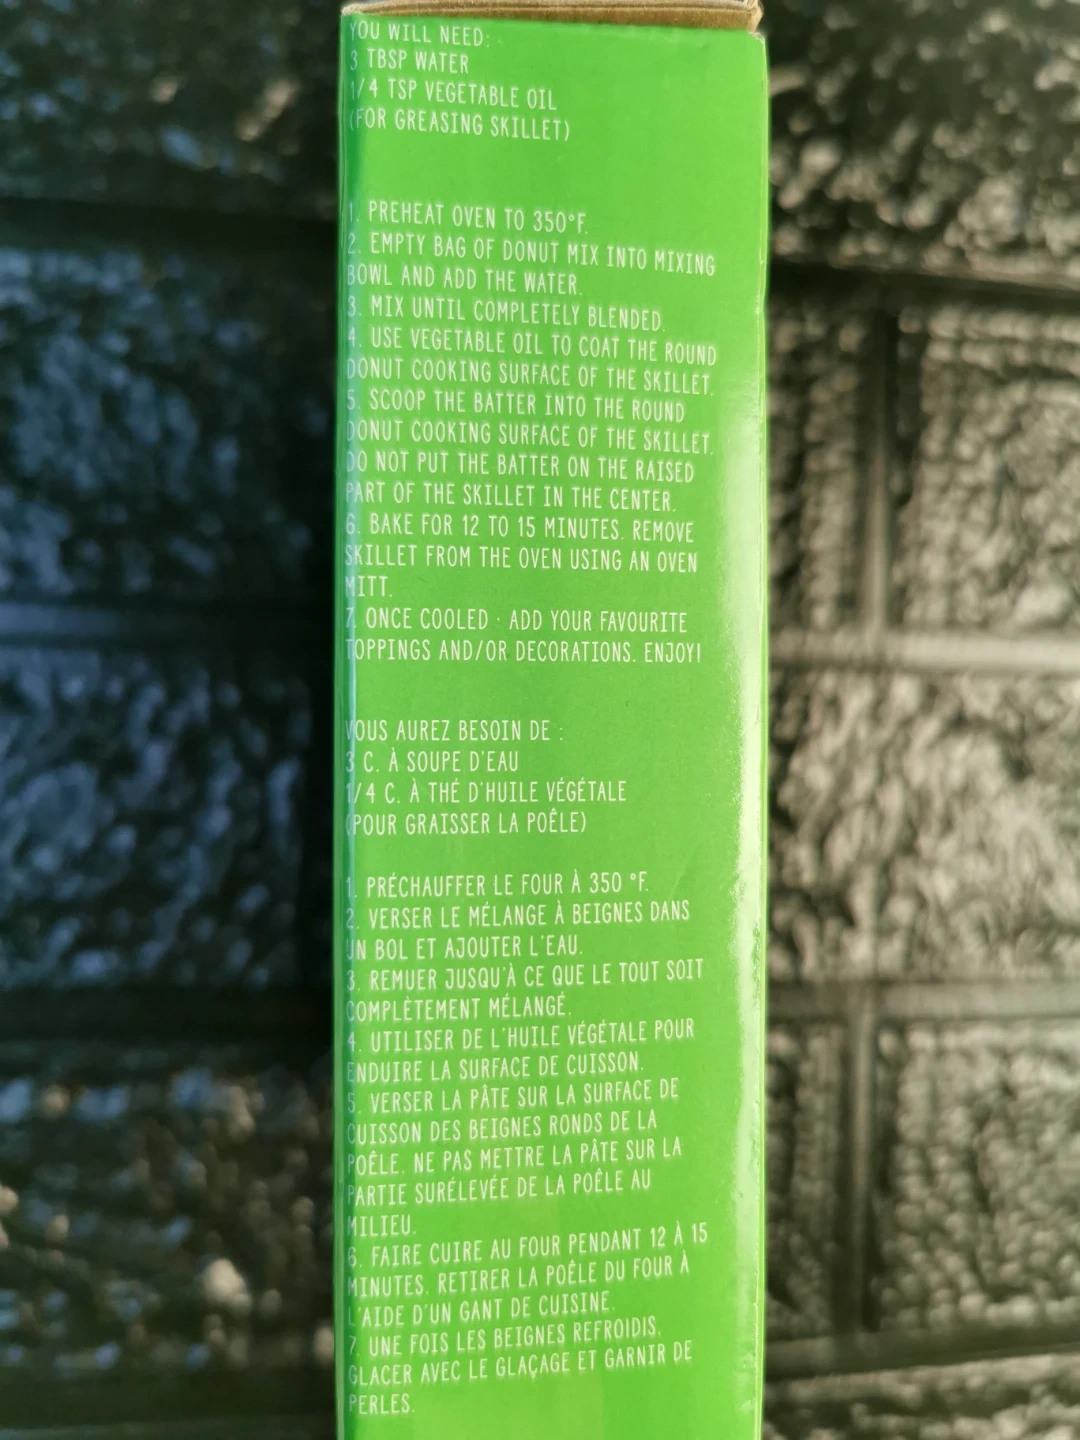 YOU WILL NEED:
3 TBSP WATER
1/4 TSP VEGETABLE OIL
(FOR GREASING SKILLET)
1. PREHEAT OVEN TO 350°F.
2. EMPTY BAG OF DONUT MIX INTO MIXING
BOWL AND ADD THE WATER.
3. MIX UNTIL COMPLETELY BLENDED.
4. USE VEGETABLE OIL TO COAT THE ROUND
DONUT COOKING SURFACE OF THE SKILLET.
5. SCOOP THE BATTER INTO THE ROUND
DONUT COOKING SURFACE OF THE SKILLET.
DO NOT PUT THE BATTER ON THE RAISED
PART OF THE SKILLET IN THE CENTER.
6. BAKE FOR 12 TO 15 MINUTES. REMOVE
SKILLET FROM THE OVEN USING AN OVEN
MITT.
7. ONCE COOLED · ADD YOUR FAVOURITE
TOPPINGS AND/OR DECORATIONS. ENJOY!
VOUS AUREZ BESOIN DE :
3 C. À SOUPE D'EAU
1/4 C. À THÉ D'HUILE VÉGÉTALE
(POUR GRAISSER LA POÊLE)
1. PRÉCHAUFFER LE FOUR À 350 °F.
2. VERSER LE MÉLANGE À BEIGNES DANS
UN BOL ET AJOUTER L'EAU.
3. REMUER JUSQU'À CE QUE LE TOUT SOIT
COMPLÈTEMENT MÉLANGÉ.
4. UTILISER DE L'HUILE VÉGÉTALE POUR
ENDUIRE LA SURFACE DE CUISSON.
5. VERSER LA PÂTE SUR LA SURFACE DE
CUISSON DES BEIGNES RONDS DE LA
POÊLE. NE PAS METTRE LA PÂTE SUR LA
PARTIE SURÉLEVÉE DE LA POÊLE AU
MILIEU.
6. FAIRE CUIRE AU FOUR PENDANT 12 À 15
MINUTES. RETIRER LA POÊLE DU FOUR À
L'AIDE D'UN GANT DE CUISINE.
7. UNE FOIS LES BEIGNES REFROIDIS,
GLACER AVEC LE GLAÇAGE ET GARNIR DE
PERLES.